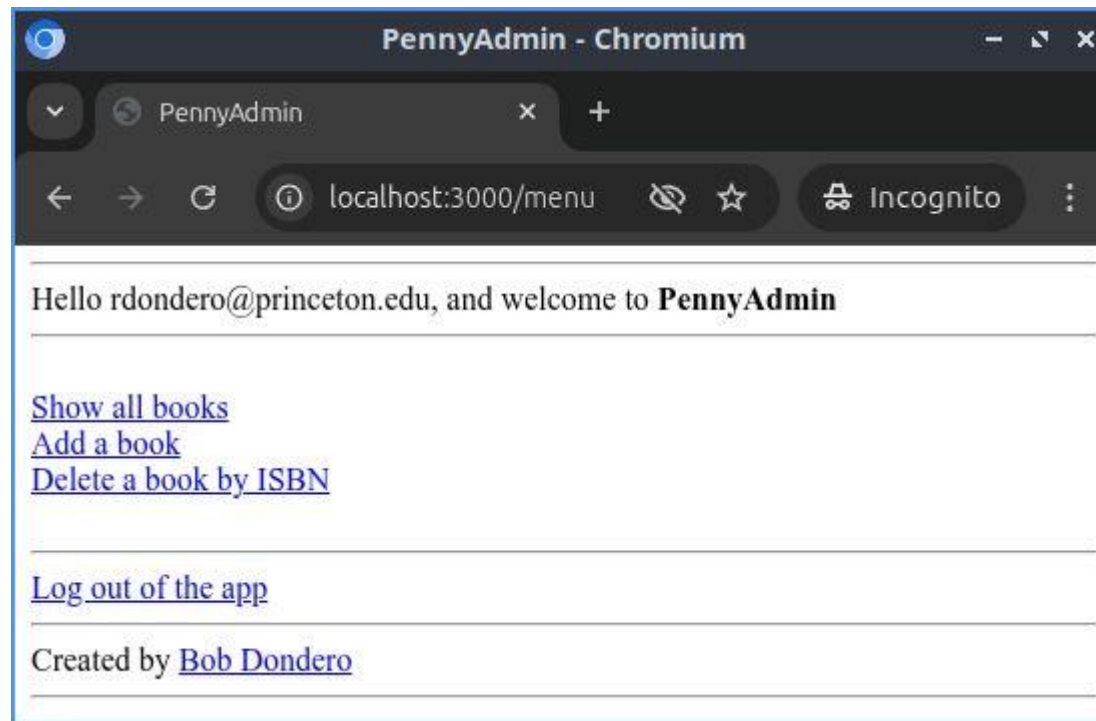 PennyAdmin - Chromium
PennyAdmin
localhost:3000/menu Incognito
Hello rdondero@princeton.edu, and welcome to PennyAdmin
Show all books
Add a book
Delete a book by ISBN
Log out of the app
Created by Bob Dondero